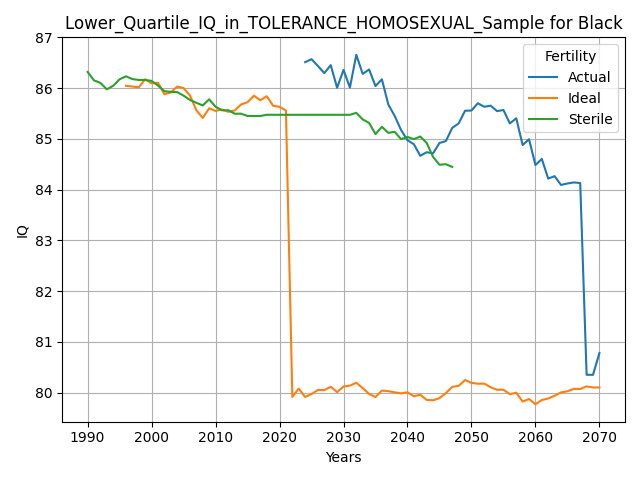 Lower_Quartile_IQ_in_TOLERANCE_HOMOSEXUAL_Sample for Black
87
86
85
84
83
82
81
80
IQ
Fertility
Actual
Ideal
Sterile
1990 2000 2010 2020 2030 2040 2050 2060 2070
Years